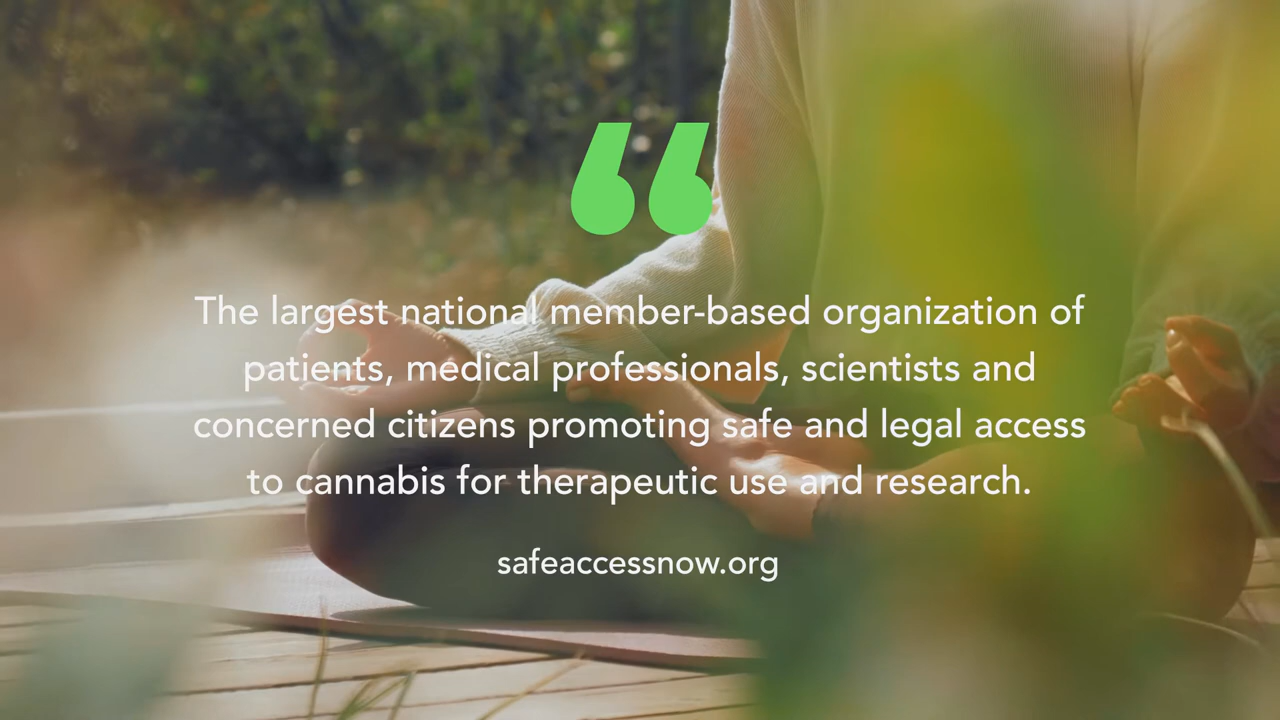 “
The largest national member-based organization of
patients, medical professionals, scientists and
concerned citizens promoting safe and legal access
to cannabis for therapeutic use and research.
safeaccessnow.org